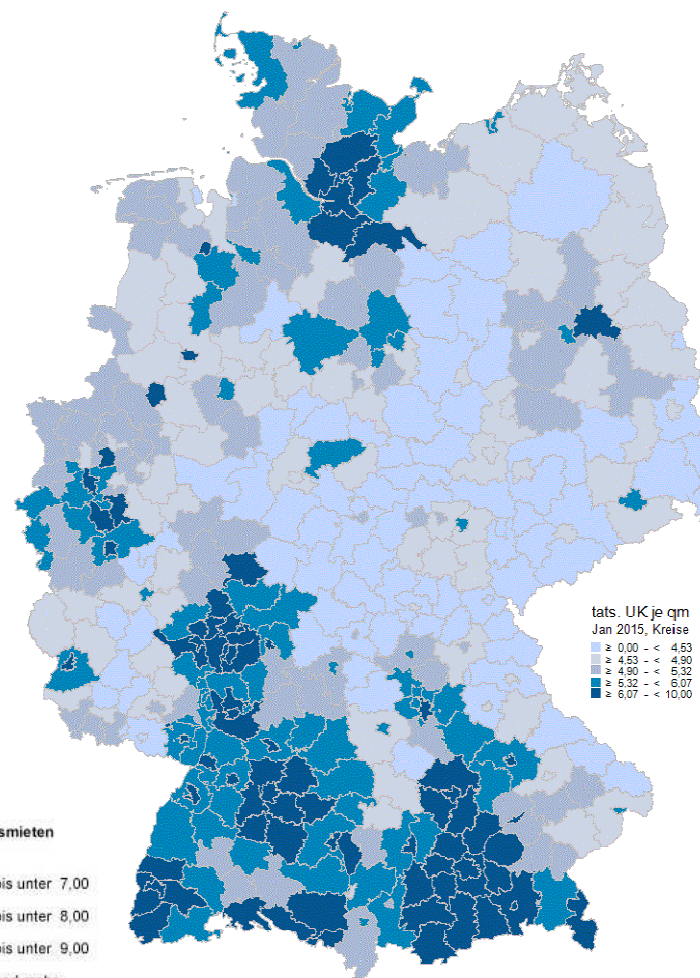 tats. UK je qm
Jan 2015, Kreise
≥ 0,00 - < 4,53
≥ 4,53 - < 4,90
≥ 4,90 - < 5,32
≥ 5,32 - < 6,07
≥ 6,07 - < 10,00
smieten
bis unter 7,00
bis unter 8,00
bis unter 9,00